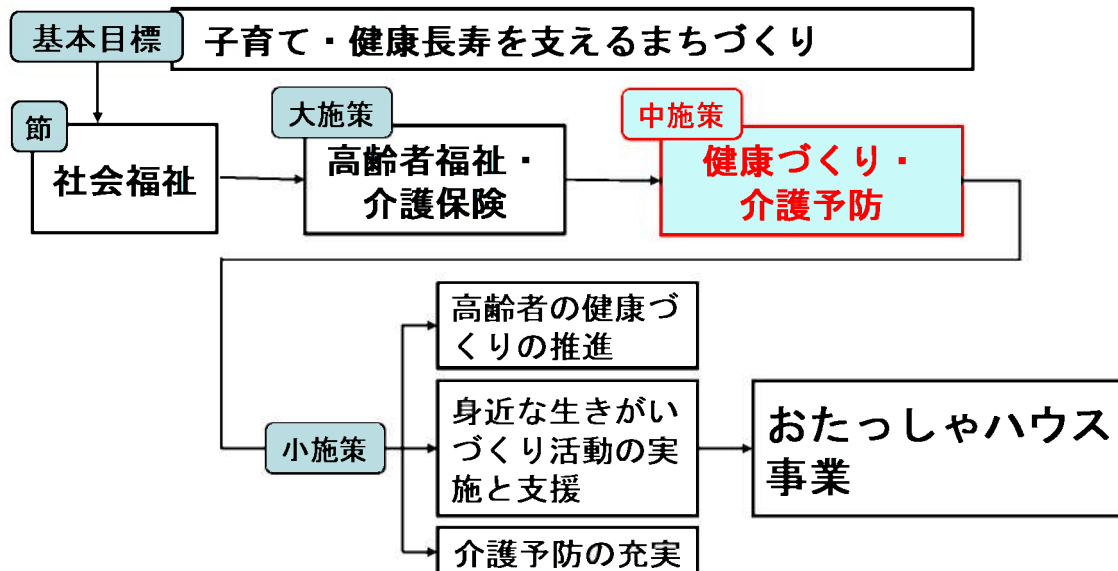 基本目標
子育て・健康長寿を支えるまちづくり
節
社会福祉
大施策
高齢者福祉・
介護保険
中施策
健康づくり・
介護予防
小施策
高齢者の健康づ
くりの推進
身近な生きがい
づくり活動の実
施と支援
介護予防の充実
おたっしゃハウス
事業